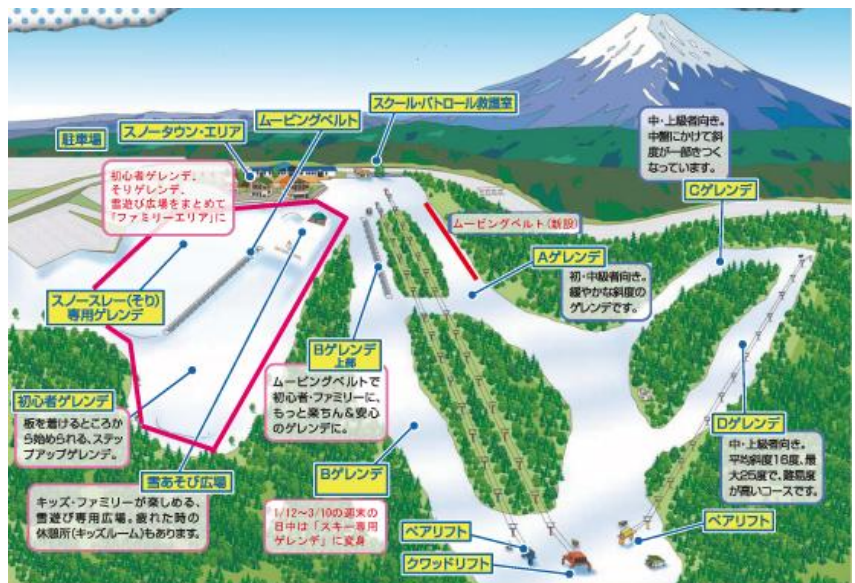 スクール・パトロール救護室
ムービングベルト
スノータウン・エリア
駐車場
中・上級者向き。
中盤にかけて斜
度が一部きつく
なっています。
Cゲレンデ
初心者ゲレンデ、
そりゲレンデ、
雪遊び広場をまとめて
「ファミリーエリア」に
ムービングベルト(新設)
Aゲレンデ
初・中級者向き。
緩やかな斜度の
ゲレンデです。
スノースレー(そり)
専用ゲレンデ
Bゲレンデ
上部
ムービングベルトで
初心者・ファミリーに、
もっと楽ちん&安心
のゲレンデに。
初心者ゲレンデ
板を着けるところか
ら始められる、ステッ
プアップゲレンデ。
Dゲレンデ
中・上級者向き。
平均斜度16度、最
大25度で、難易度
が高いコースです。
雪あそび広場
キッズ・ファミリーが楽しめる、
雪遊び専用広場。疲れた時の
休憩所(キッズルーム)もあります。
Bゲレンデ
1/12~3/10の週末の
日中は「スキー専用
ゲレンデ」に変身
ペアリフト
クワッドリフト
ペアリフト